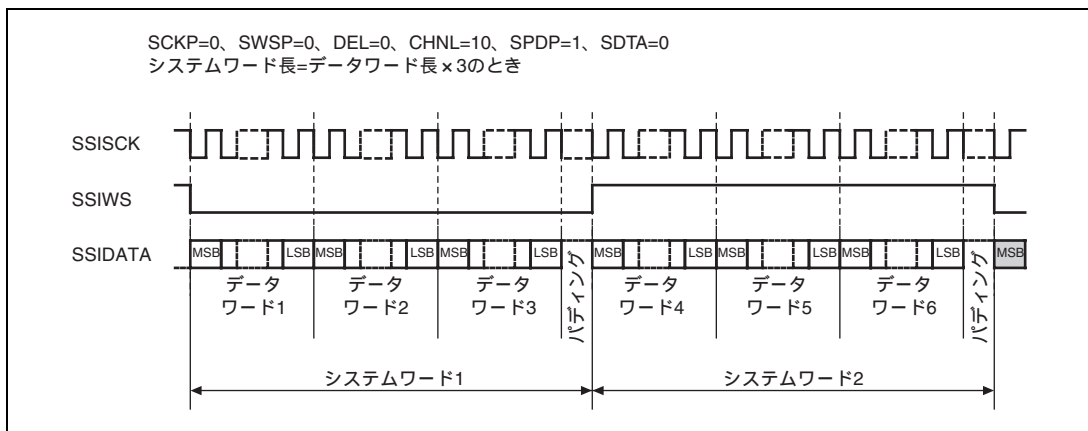 SCKP=0、SWSP=0、DEL=0、CHNL=10、SPDP=1、SDTA=0
システムワード長=データワード長×3のとき
SSISCK
SSIWS
SSIDATA
MSB LSB MSB LSB MSB LSB パディング MSB LSB MSB LSB MSB LSB パディング MSB
データ データ データ データ データ データ
ワード1 ワード2 ワード3 ワード4 ワード5 ワード6
システムワード1 システムワード2